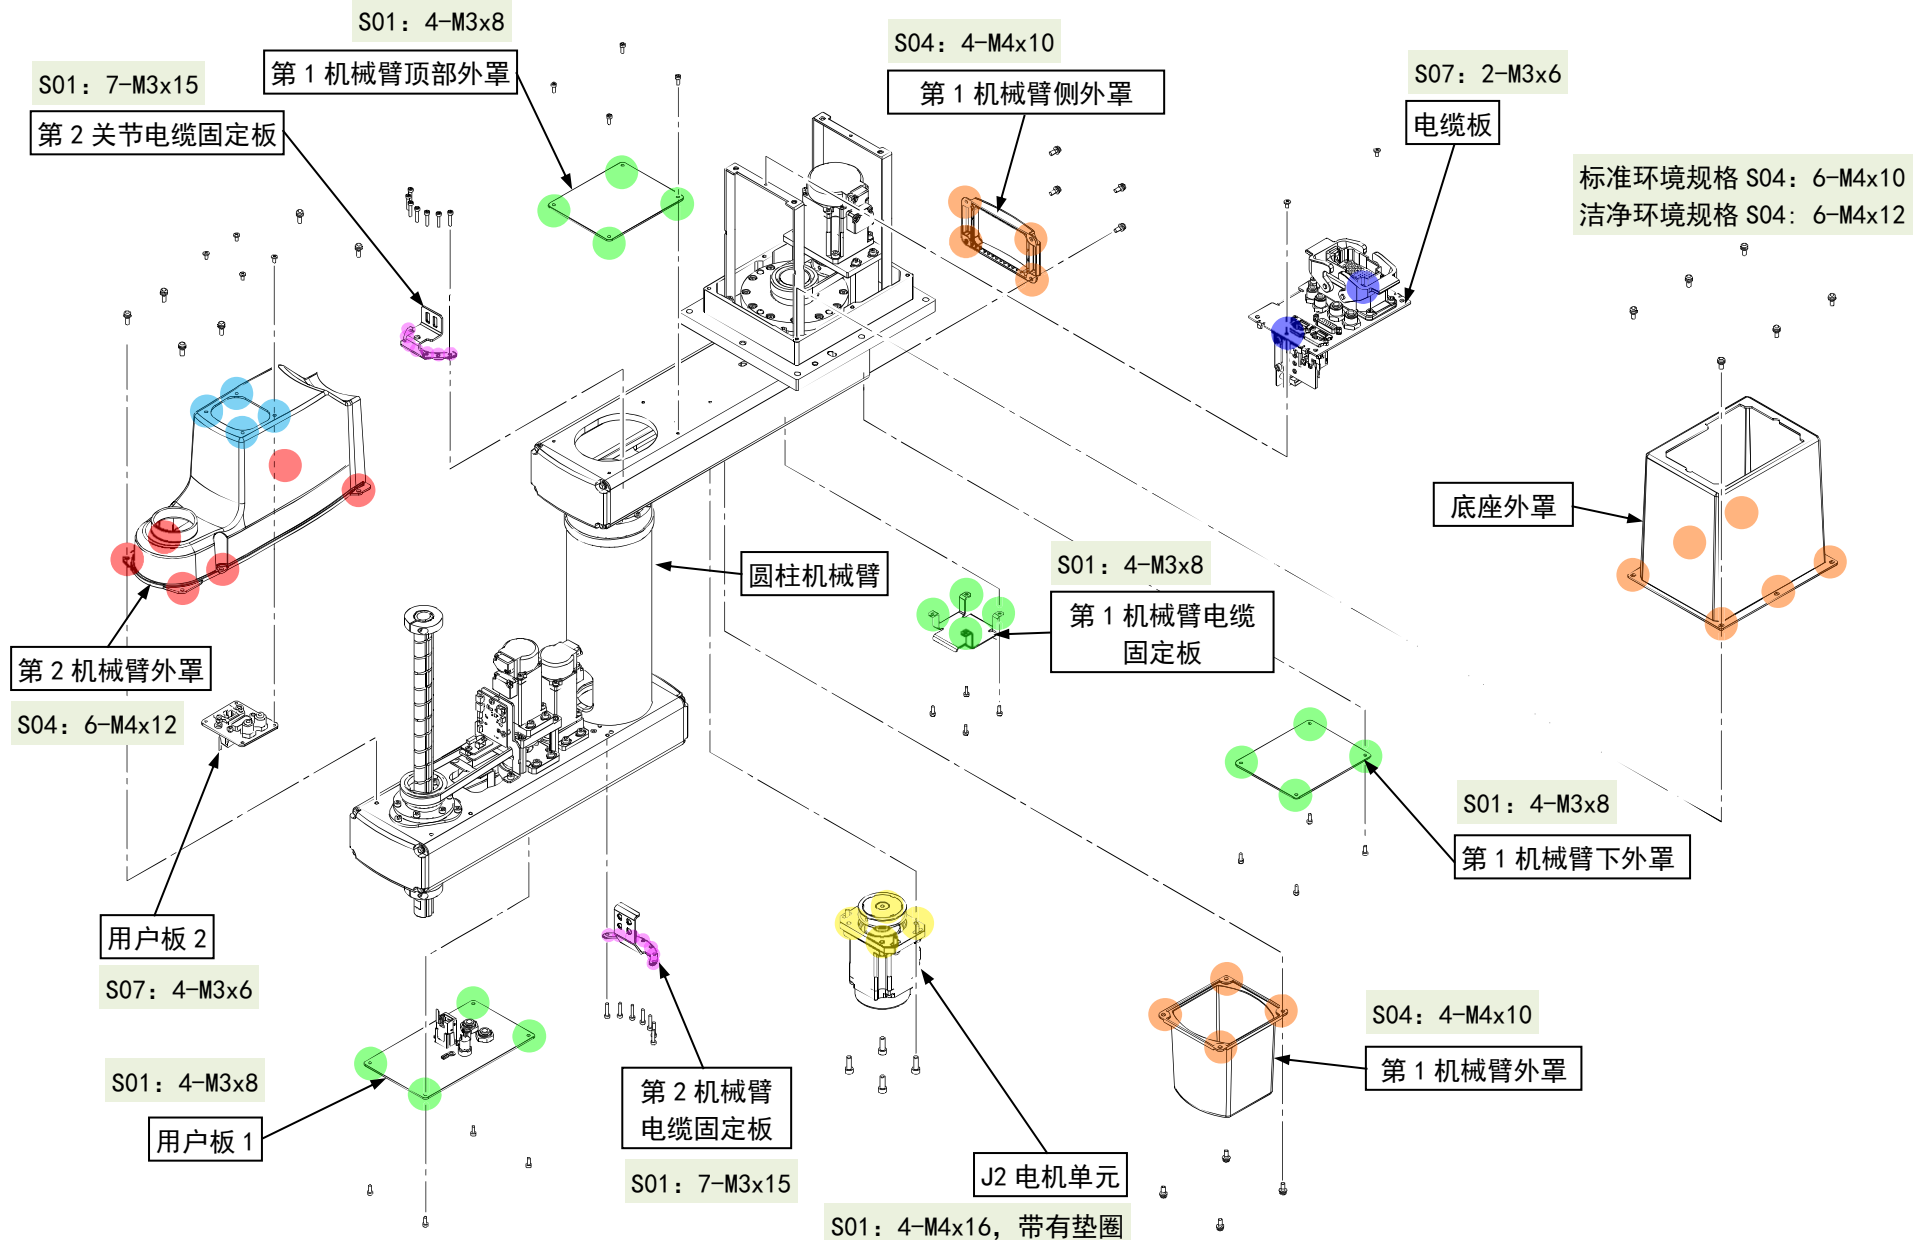 S01: 4-M3x8
第1机械臂顶部外罩
S04: 4-M4x10
第1机械臂侧外罩
S07: 2-M3x6
电缆板
S01: 7-M3x15
第2关节电缆固定板
标准环境规格 S04: 6-M4x10
洁净环境规格 S04: 6-M4x12
底座外罩
圆柱机械臂
S01: 4-M3x8
第1机械臂电缆
固定板
第2机械臂外罩
S04: 6-M4x12
S01: 4-M3x8
第1机械臂下外罩
用户板2
S07: 4-M3x6
S04: 4-M4x10
第1机械臂外罩
S01: 4-M3x8
用户板1
第2机械臂
电缆固定板
S01: 7-M3x15
J2电机单元
S01: 4-M4x16，带有垫圈